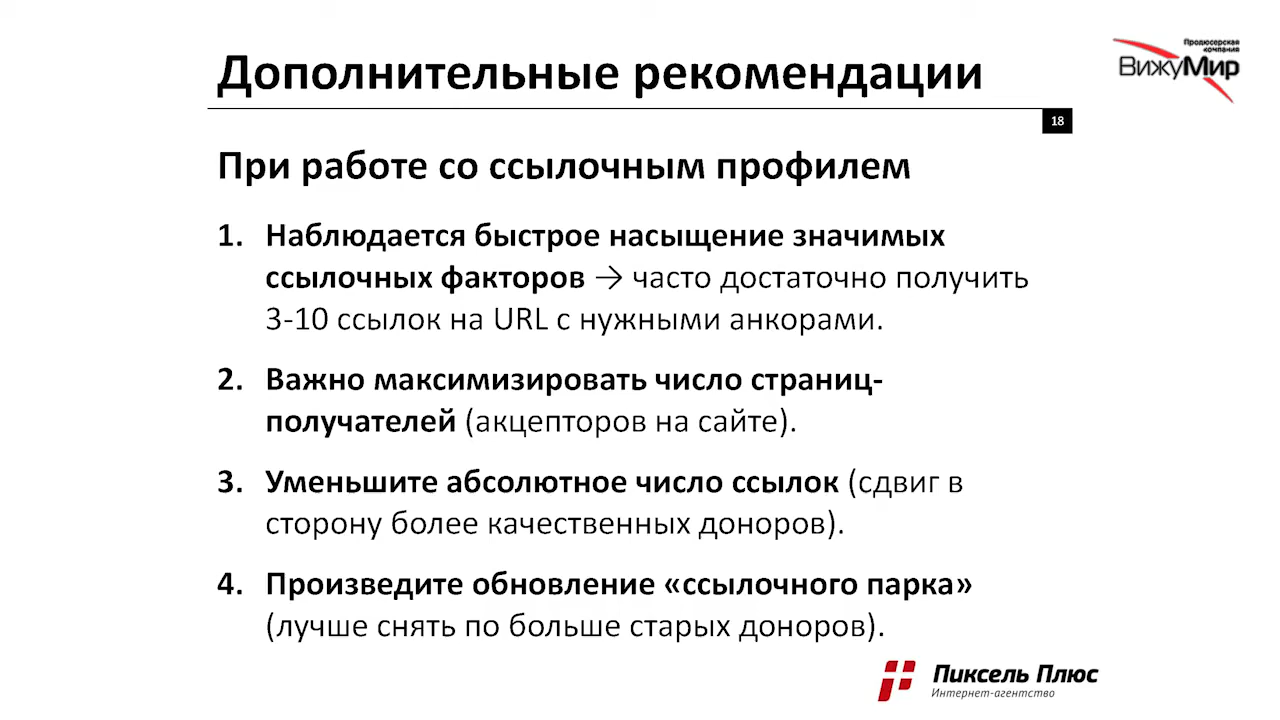 Дополнительные рекомендации
Продюсерская
компания
ВижуМир
18
При работе со ссылочным профилем
1. Наблюдается быстрое насыщение значимых
ссылочных факторов → часто достаточно получить
3-10 ссылок на URL с нужными анкорами.
2. Важно максимизировать число страниц-
получателей (акцепторов на сайте).
3. Уменьшите абсолютное число ссылок (сдвиг в
сторону более качественных доноров).
4. Произведите обновление «ссылочного парка»
(лучше снять по больше старых доноров).
Пиксель Плюс
Интернет-агентство